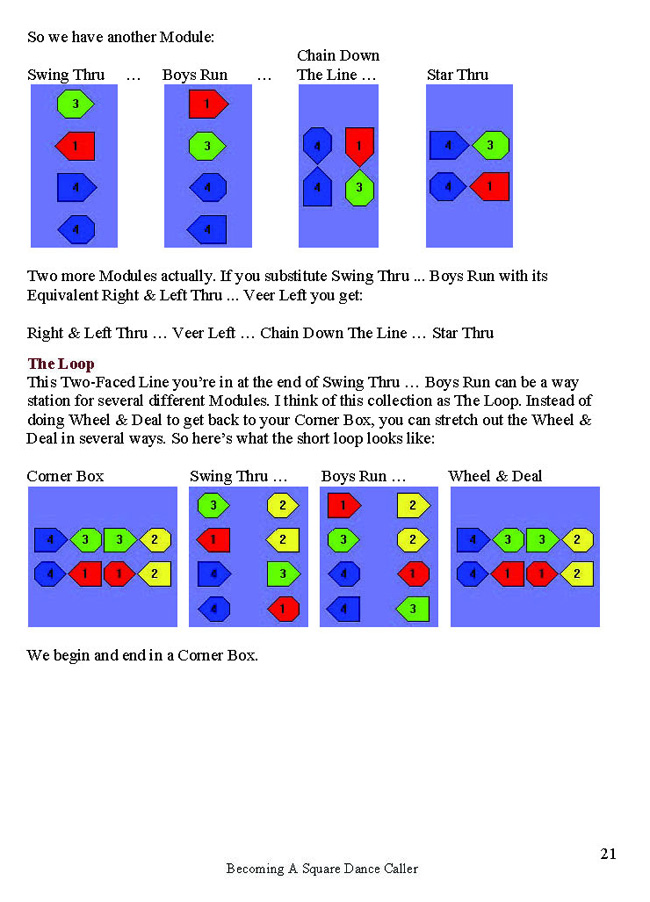 So we have another Module:
Chain Down
Swing Thru … Boys Run … The Line … Star Thru
3 1
1 3 4 1 4 3
4 4 4 3 4 1
4 4
Two more Modules actually. If you substitute Swing Thru ... Boys Run with its
Equivalent Right & Left Thru ... Veer Left you get:
Right & Left Thru … Veer Left … Chain Down The Line … Star Thru
The Loop
This Two-Faced Line you’re in at the end of Swing Thru … Boys Run can be a way
station for several different Modules. I think of this collection as The Loop. Instead of
doing Wheel & Deal to get back to your Corner Box, you can stretch out the Wheel &
Deal in several ways. So here’s what the short loop looks like:
Corner Box Swing Thru … Boys Run … Wheel & Deal
3 2 1 2
4 3 3 2 1 2 3 2 4 3 3 2
4 1 1 2 4 3 4 1 4 1 1 2
4 1 4 3
We begin and end in a Corner Box.
21
Becoming A Square Dance Caller